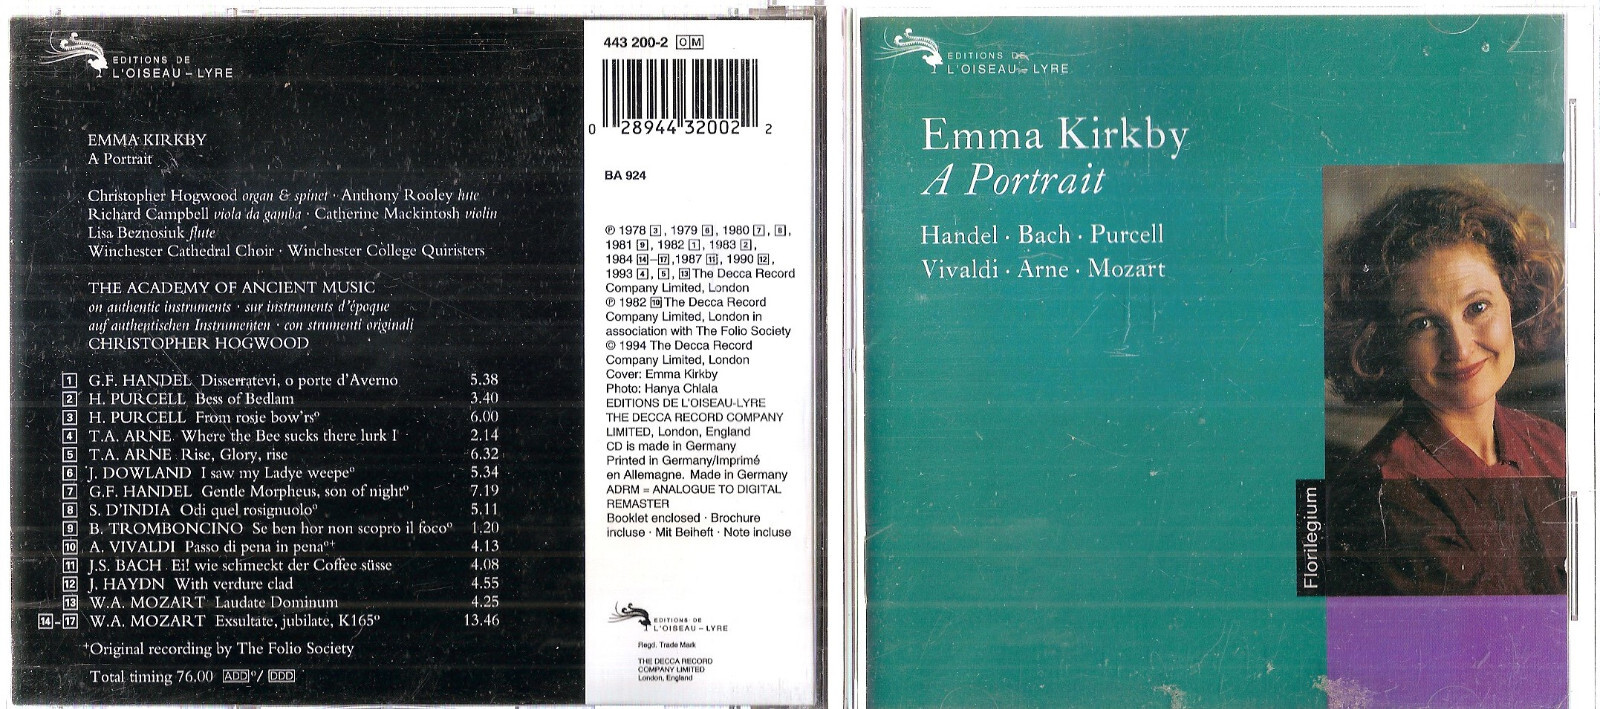 EDITIONS DE
L'OISEAU-LYRE
EMMA KIRKBY
A Portrait
Christopher Hogwood organ & spinet · Anthony Rooley lute
Richard Campbell viola da gamba · Catherine Mackintosh violin
Lisa Beznosiuk flute
Winchester Cathedral Choir · Winchester College Quiristers
THE ACADEMY OF ANCIENT MUSIC
on authentic instruments · sur instruments d'époque
auf authentischen Instrumenten · con strumenti originali
CHRISTOPHER HOGWOOD
1 G.F. HANDEL Disserratevi, o porte d'Averno 5.38
2 H. PURCELL Bess of Bedlam 3.40
3 H. PURCELL From rosie bow'rs° 6.00
4 T.A. ARNE Where the Bee sucks there lurk I 2.14
5 T.A. ARNE Rise, Glory, rise 6.32
6 J. DOWLAND I saw my Ladye weepe° 5.34
7 G.F. HANDEL Gentle Morpheus, son of night° 7.19
8 S. D'INDIA Odi quel rosignuolo° 5.11
9 B. TROMBONCINO Se ben hor non scopro il foco° 1.20
10 A. VIVALDI Passo di pena in pena°+ 4.13
11 J.S. BACH Ei! wie schmeckt der Coffee süsse 4.08
12 J. HAYDN With verdure clad 4.55
13 W.A. MOZART Laudate Dominum 4.25
14-17 W.A. MOZART Exsultate, jubilate, K165° 13.46
+Original recording by The Folio Society
Total timing 76.00 ADD°/DDD
443 200-2 OM
0 28944 32002 2
BA 924
℗ 1978 3, 1979 6, 1980 7, 8,
1981 9, 1982 1, 1983 2,
1984 14-17, 1987 11, 1990 12,
1993 4, 5, 13 The Decca Record
Company Limited, London
℗ 1982 10 The Decca Record
Company Limited, London in
association with The Folio Society
© 1994 The Decca Record
Company Limited, London
Cover: Emma Kirkby
Photo: Hanya Chlala
EDITIONS DE L'OISEAU-LYRE
THE DECCA RECORD COMPANY
LIMITED, London, England
CD is made in Germany
Printed in Germany/Imprimé
en Allemagne. Made in Germany
ADRM = ANALOGUE TO DIGITAL
REMASTER
Booklet enclosed · Brochure
incluse · Mit Beiheft · Note incluse
EDITIONS DE
L'OISEAU-LYRE
Regd. Trade Mark
THE DECCA RECORD
COMPANY LIMITED
London, England
EDITIONS DE
L'OISEAU-LYRE
Emma Kirkby
A Portrait
Handel · Bach · Purcell
Vivaldi · Arne · Mozart
Florilegium